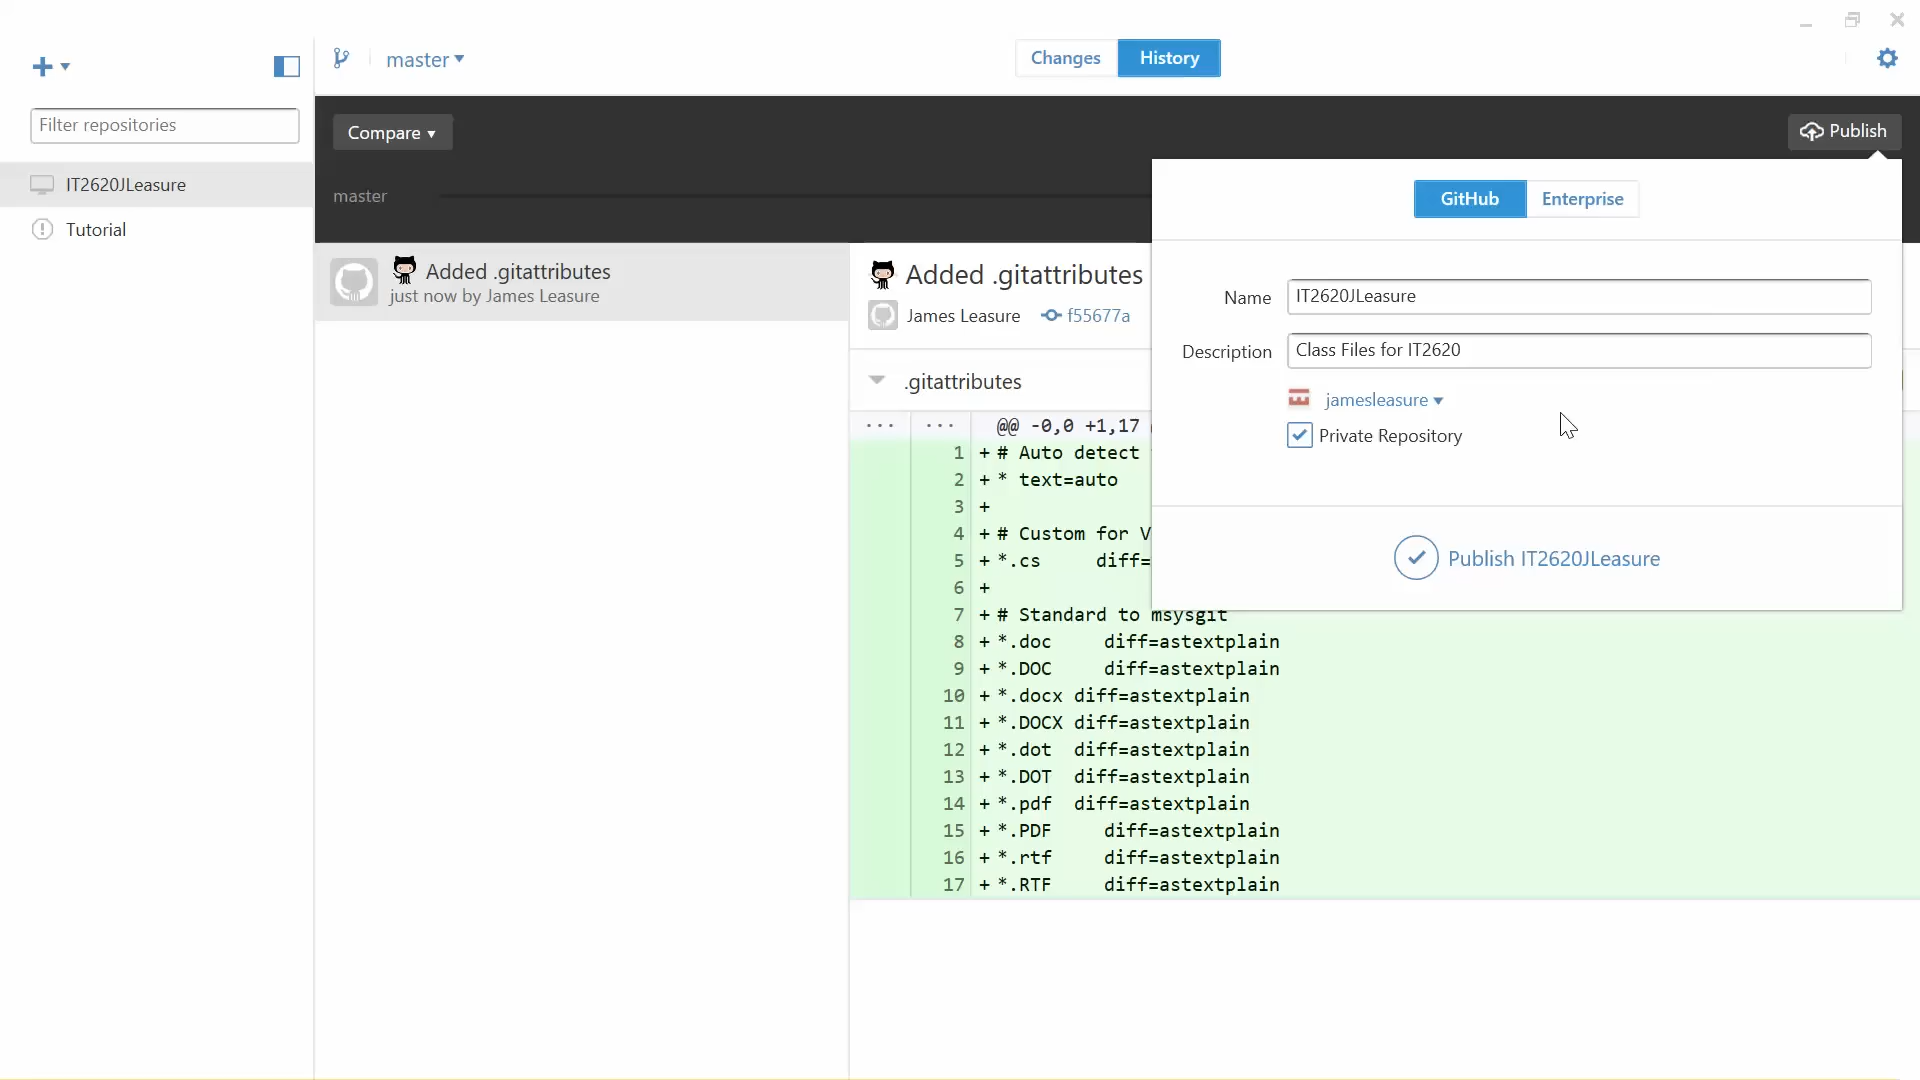 master
Changes
History
Filter repositories
Compare
Publish
IT2620JLeasure
Tutorial
master
GitHub
Enterprise
Added .gitattributes
just now by James Leasure
Added .gitattributes
James Leasure
f55677a
Name
IT2620JLeasure
Description
Class Files for IT2620
jamesleasure
Private Repository
Publish IT2620JLeasure
.gitattributes
... ... @@ -0,0 +1,17
1 + # Auto detect
2 + * text=auto
3 +
4 + # Custom for V
5 + *.cs diff=
6 +
7 + # Standard to msysgit
8 + *.doc diff=astextplain
9 + *.DOC diff=astextplain
10 + *.docx diff=astextplain
11 + *.DOCX diff=astextplain
12 + *.dot diff=astextplain
13 + *.DOT diff=astextplain
14 + *.pdf diff=astextplain
15 + *.PDF diff=astextplain
16 + *.rtf diff=astextplain
17 + *.RTF diff=astextplain